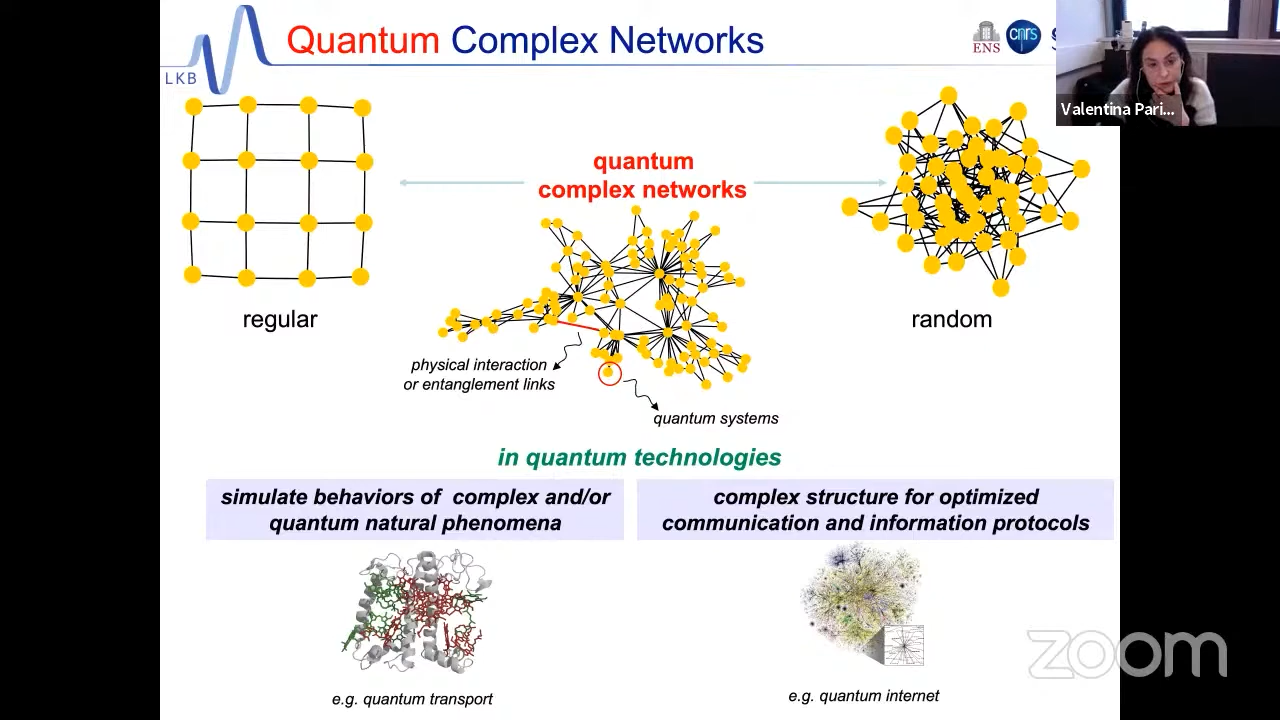 Quantum Complex Networks
LKB
ENS
cnrs
Valentina Pari...
quantum
complex networks
regular
random
physical interaction
or entanglement links
quantum systems
in quantum technologies
simulate behaviors of complex and/or
quantum natural phenomena
complex structure for optimized
communication and information protocols
e.g. quantum transport
e.g. quantum internet
zoom